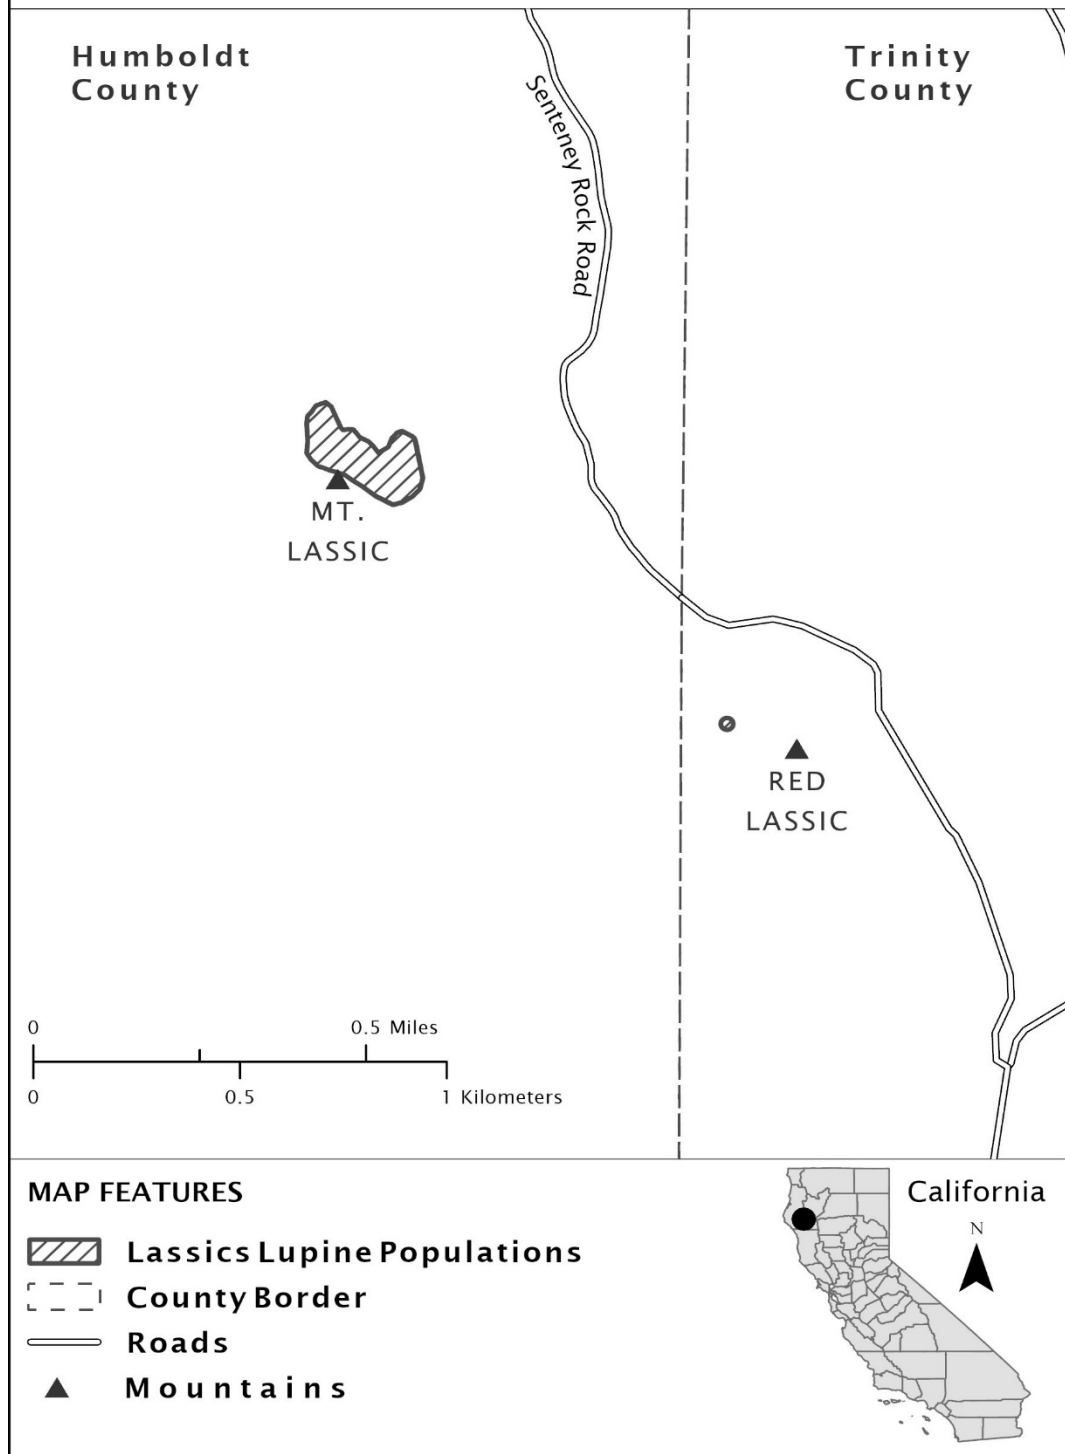 Humboldt
County
Trinity
County
Senteney Rock Road
MT.
LASSIC
RED
LASSIC
0 0.5 Miles
0 0.5 1 Kilometers
MAP FEATURES
California
N
Lassics Lupine Populations
County Border
Roads
Mountains